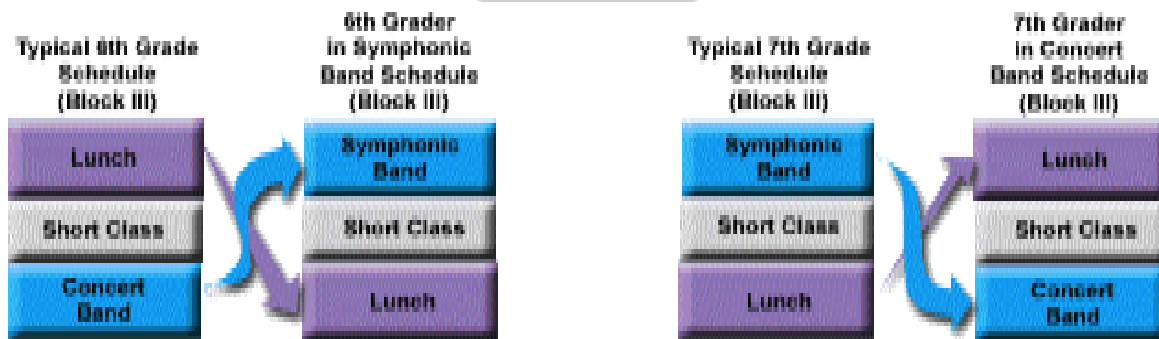 Typical 6th Grade
Schedule
(Block III)
Lunch
Short Class
Concert
Band
6th Grader
in Symphonic
Band Schedule
(Block III)
Symphonic
Band
Short Class
Lunch
Typical 7th Grade
Schedule
(Block III)
Symphonic
Band
Short Class
Lunch
7th Grader
in Concert
Band Schedule
(Block III)
Lunch
Short Class
Concert
Band